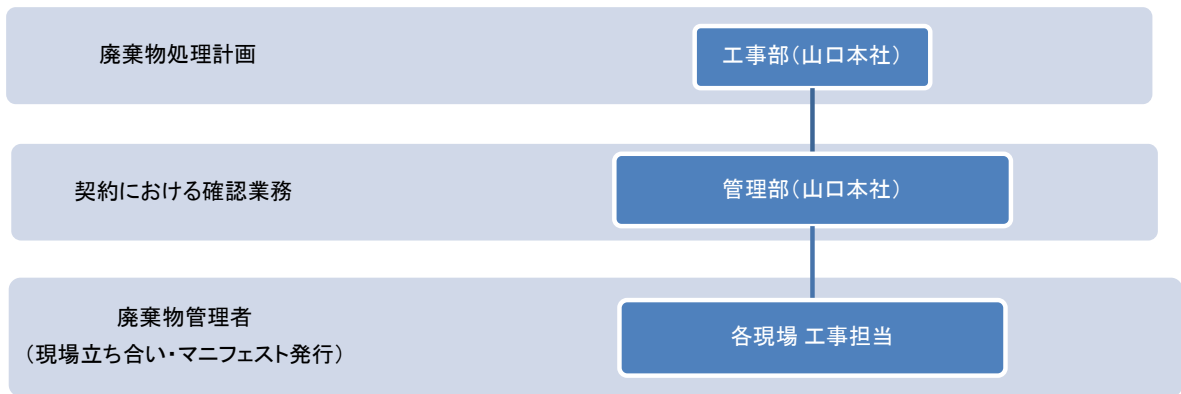 廃棄物処理計画
工事部(山口本社)
契約における確認業務
管理部(山口本社)
廃棄物管理者
(現場立ち合い・マニフェスト発行)
各現場 工事担当